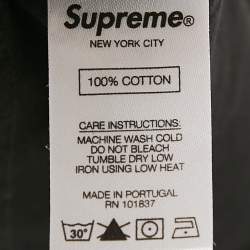 Supreme®
NEW YORK CITY
100% COTTON
CARE INSTRUCTIONS:
MACHINE WASH COLD
DO NOT BLEACH
TUMBLE DRY LOW
IRON USING LOW HEAT
MADE IN PORTUGAL
RN 101837
30°